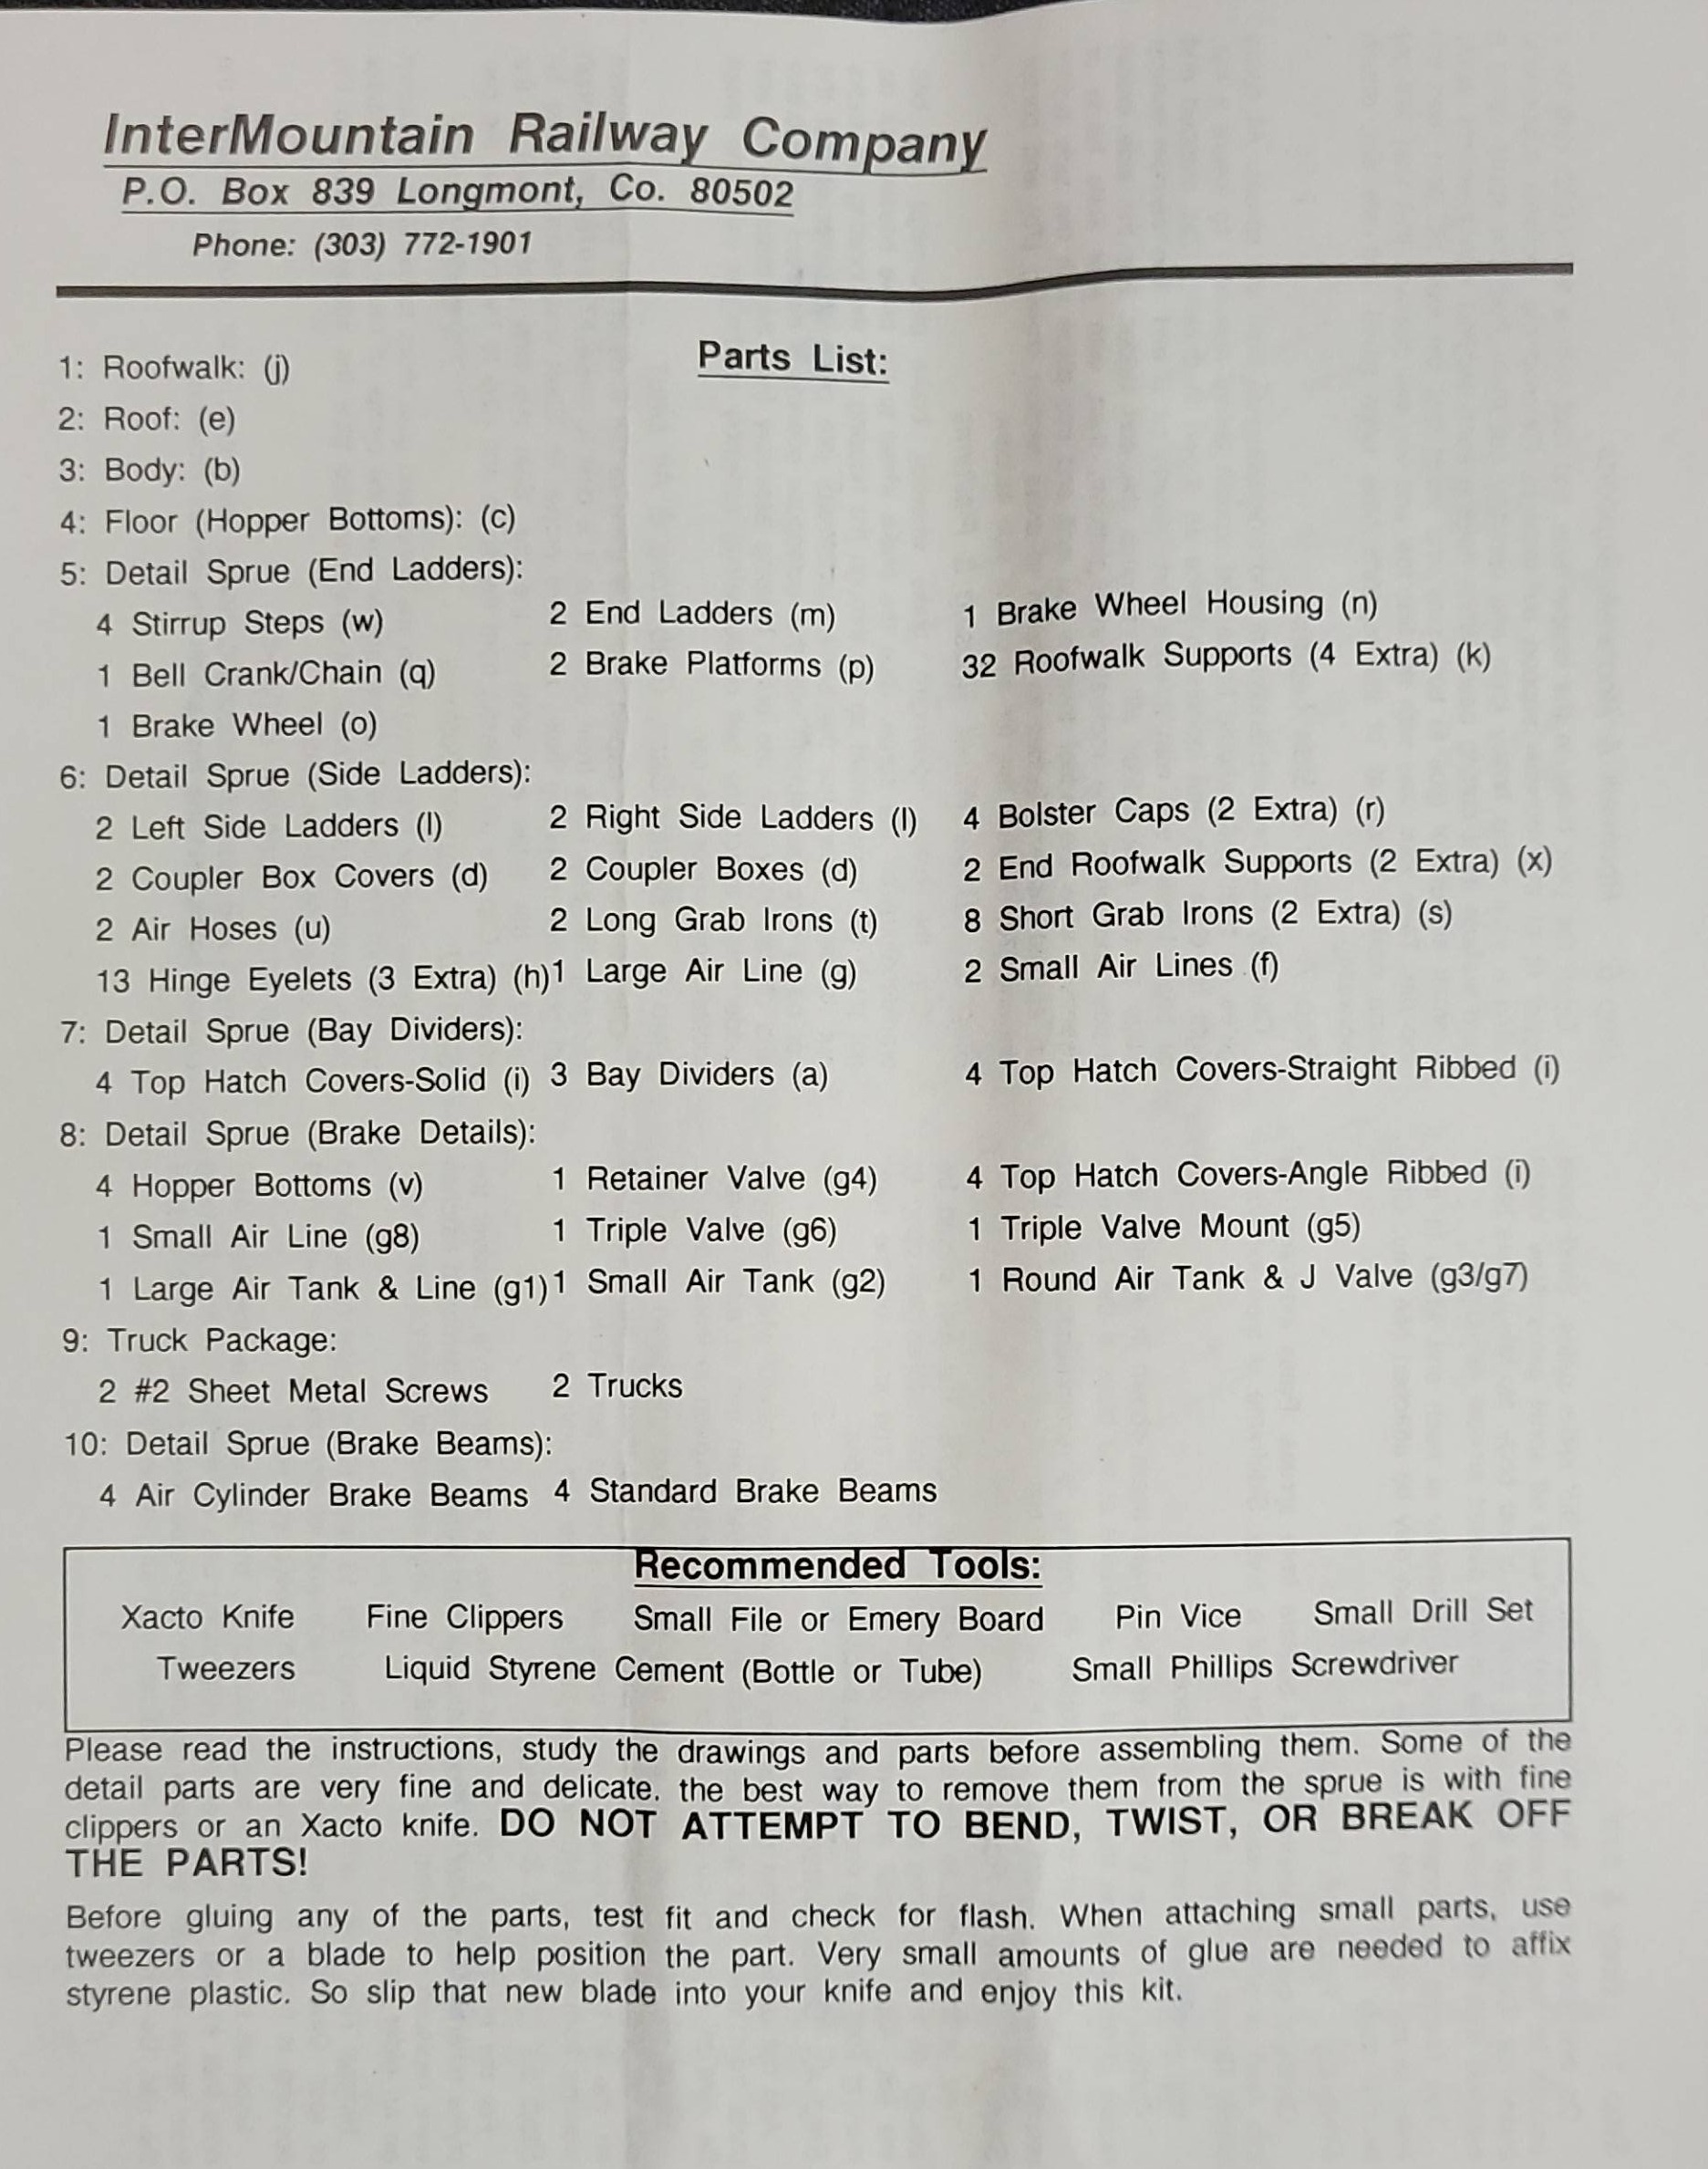 InterMountain Railway Company
P.O. Box 839 Longmont, Co. 80502
Phone: (303) 772-1901
Parts List:
1: Roofwalk: (j)
2: Roof: (e)
3: Body: (b)
4: Floor (Hopper Bottoms): (c)
5: Detail Sprue (End Ladders):
4 Stirrup Steps (w) 2 End Ladders (m) 1 Brake Wheel Housing (n)
1 Bell Crank/Chain (q) 2 Brake Platforms (p) 32 Roofwalk Supports (4 Extra) (k)
1 Brake Wheel (o)
6: Detail Sprue (Side Ladders):
2 Left Side Ladders (l) 2 Right Side Ladders (l) 4 Bolster Caps (2 Extra) (r)
2 Coupler Box Covers (d) 2 Coupler Boxes (d) 2 End Roofwalk Supports (2 Extra) (x)
2 Air Hoses (u) 2 Long Grab Irons (t) 8 Short Grab Irons (2 Extra) (s)
13 Hinge Eyelets (3 Extra) (h) 1 Large Air Line (g) 2 Small Air Lines (f)
7: Detail Sprue (Bay Dividers):
4 Top Hatch Covers-Solid (i) 3 Bay Dividers (a) 4 Top Hatch Covers-Straight Ribbed (i)
8: Detail Sprue (Brake Details):
4 Hopper Bottoms (v) 1 Retainer Valve (g4) 4 Top Hatch Covers-Angle Ribbed (i)
1 Small Air Line (g8) 1 Triple Valve (g6) 1 Triple Valve Mount (g5)
1 Large Air Tank & Line (g1) 1 Small Air Tank (g2) 1 Round Air Tank & J Valve (g3/g7)
9: Truck Package:
2 #2 Sheet Metal Screws 2 Trucks
10: Detail Sprue (Brake Beams):
4 Air Cylinder Brake Beams 4 Standard Brake Beams
Recommended Tools:
Xacto Knife Fine Clippers Small File or Emery Board Pin Vice Small Drill Set
Tweezers Liquid Styrene Cement (Bottle or Tube) Small Phillips Screwdriver
Please read the instructions, study the drawings and parts before assembling them. Some of the
detail parts are very fine and delicate, the best way to remove them from the sprue is with fine
clippers or an Xacto knife. DO NOT ATTEMPT TO BEND, TWIST, OR BREAK OFF
THE PARTS!
Before gluing any of the parts, test fit and check for flash. When attaching small parts, use
tweezers or a blade to help position the part. Very small amounts of glue are needed to affix
styrene plastic. So slip that new blade into your knife and enjoy this kit.